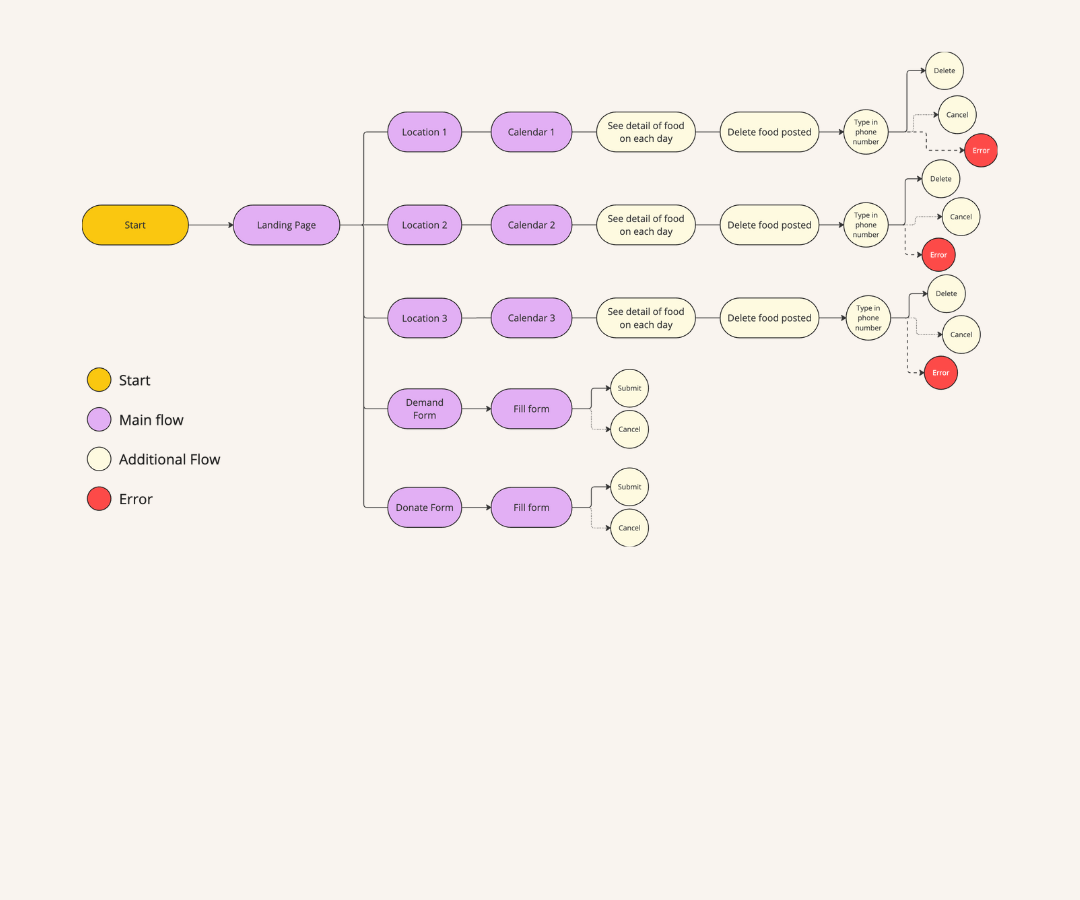 Delete
Cancel
Error
Location 1
Calendar 1
See detail of food
on each day
Delete food posted
Type in
phone
number
Delete
Cancel
Error
Start
Landing Page
Location 2
Calendar 2
See detail of food
on each day
Delete food posted
Type in
phone
number
Delete
Cancel
Error
Location 3
Calendar 3
See detail of food
on each day
Delete food posted
Type in
phone
number
Demand
Form
Fill form
Submit
Cancel
Donate Form
Fill form
Submit
Cancel
Start
Main flow
Additional Flow
Error